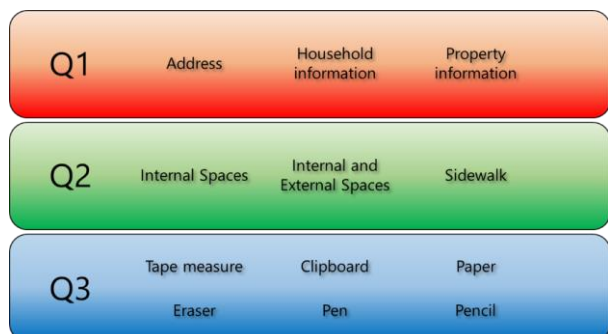 Q1
Address
Household
information
Property
information
Q2
Internal Spaces
Internal and
External Spaces
Sidewalk
Q3
Tape measure
Clipboard
Paper
Eraser
Pen
Pencil